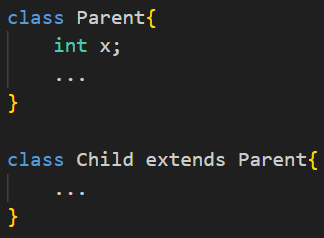 class Parent{
    int x;
    ...
}

class Child extends Parent{
    ...
}